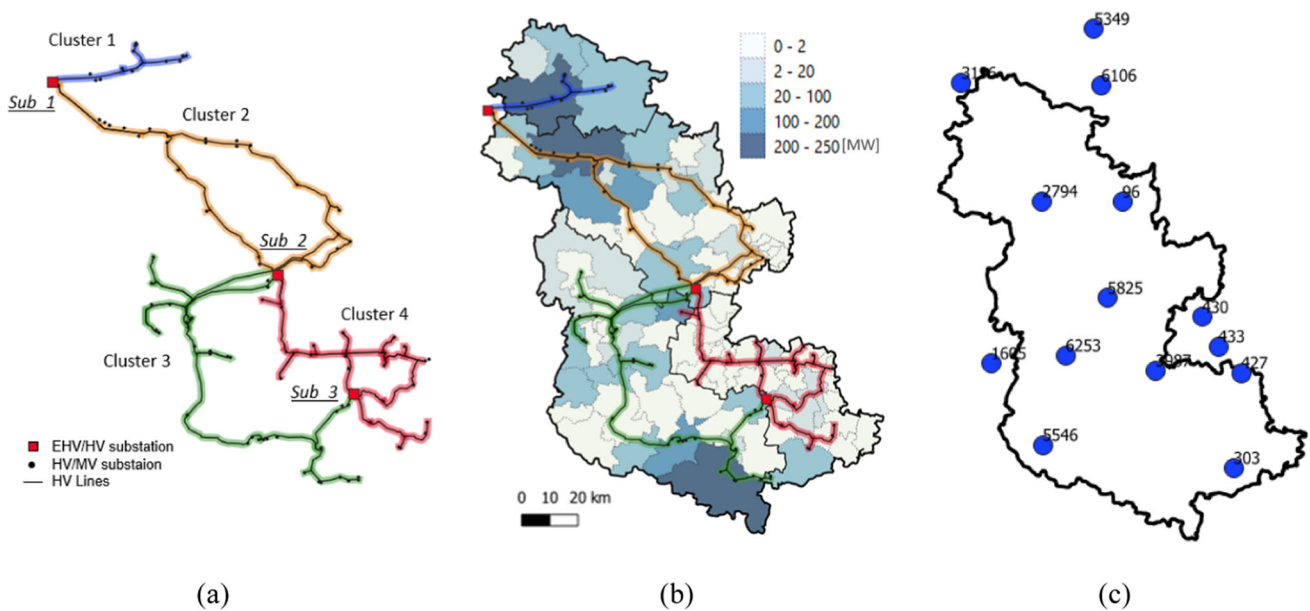 Cluster 1
Sub_1
Cluster 2
Sub_2
Cluster 4
Cluster 3
Sub_3
EHV/HV substation
HV/MV substaion
HV Lines
(a)
0 - 2
2 - 20
20 - 100
100 - 200
200 - 250 [MW]
0 10 20 km
(b)
5349
6106
2794
96
5825
430
433
6253
427
5546
303
(c)